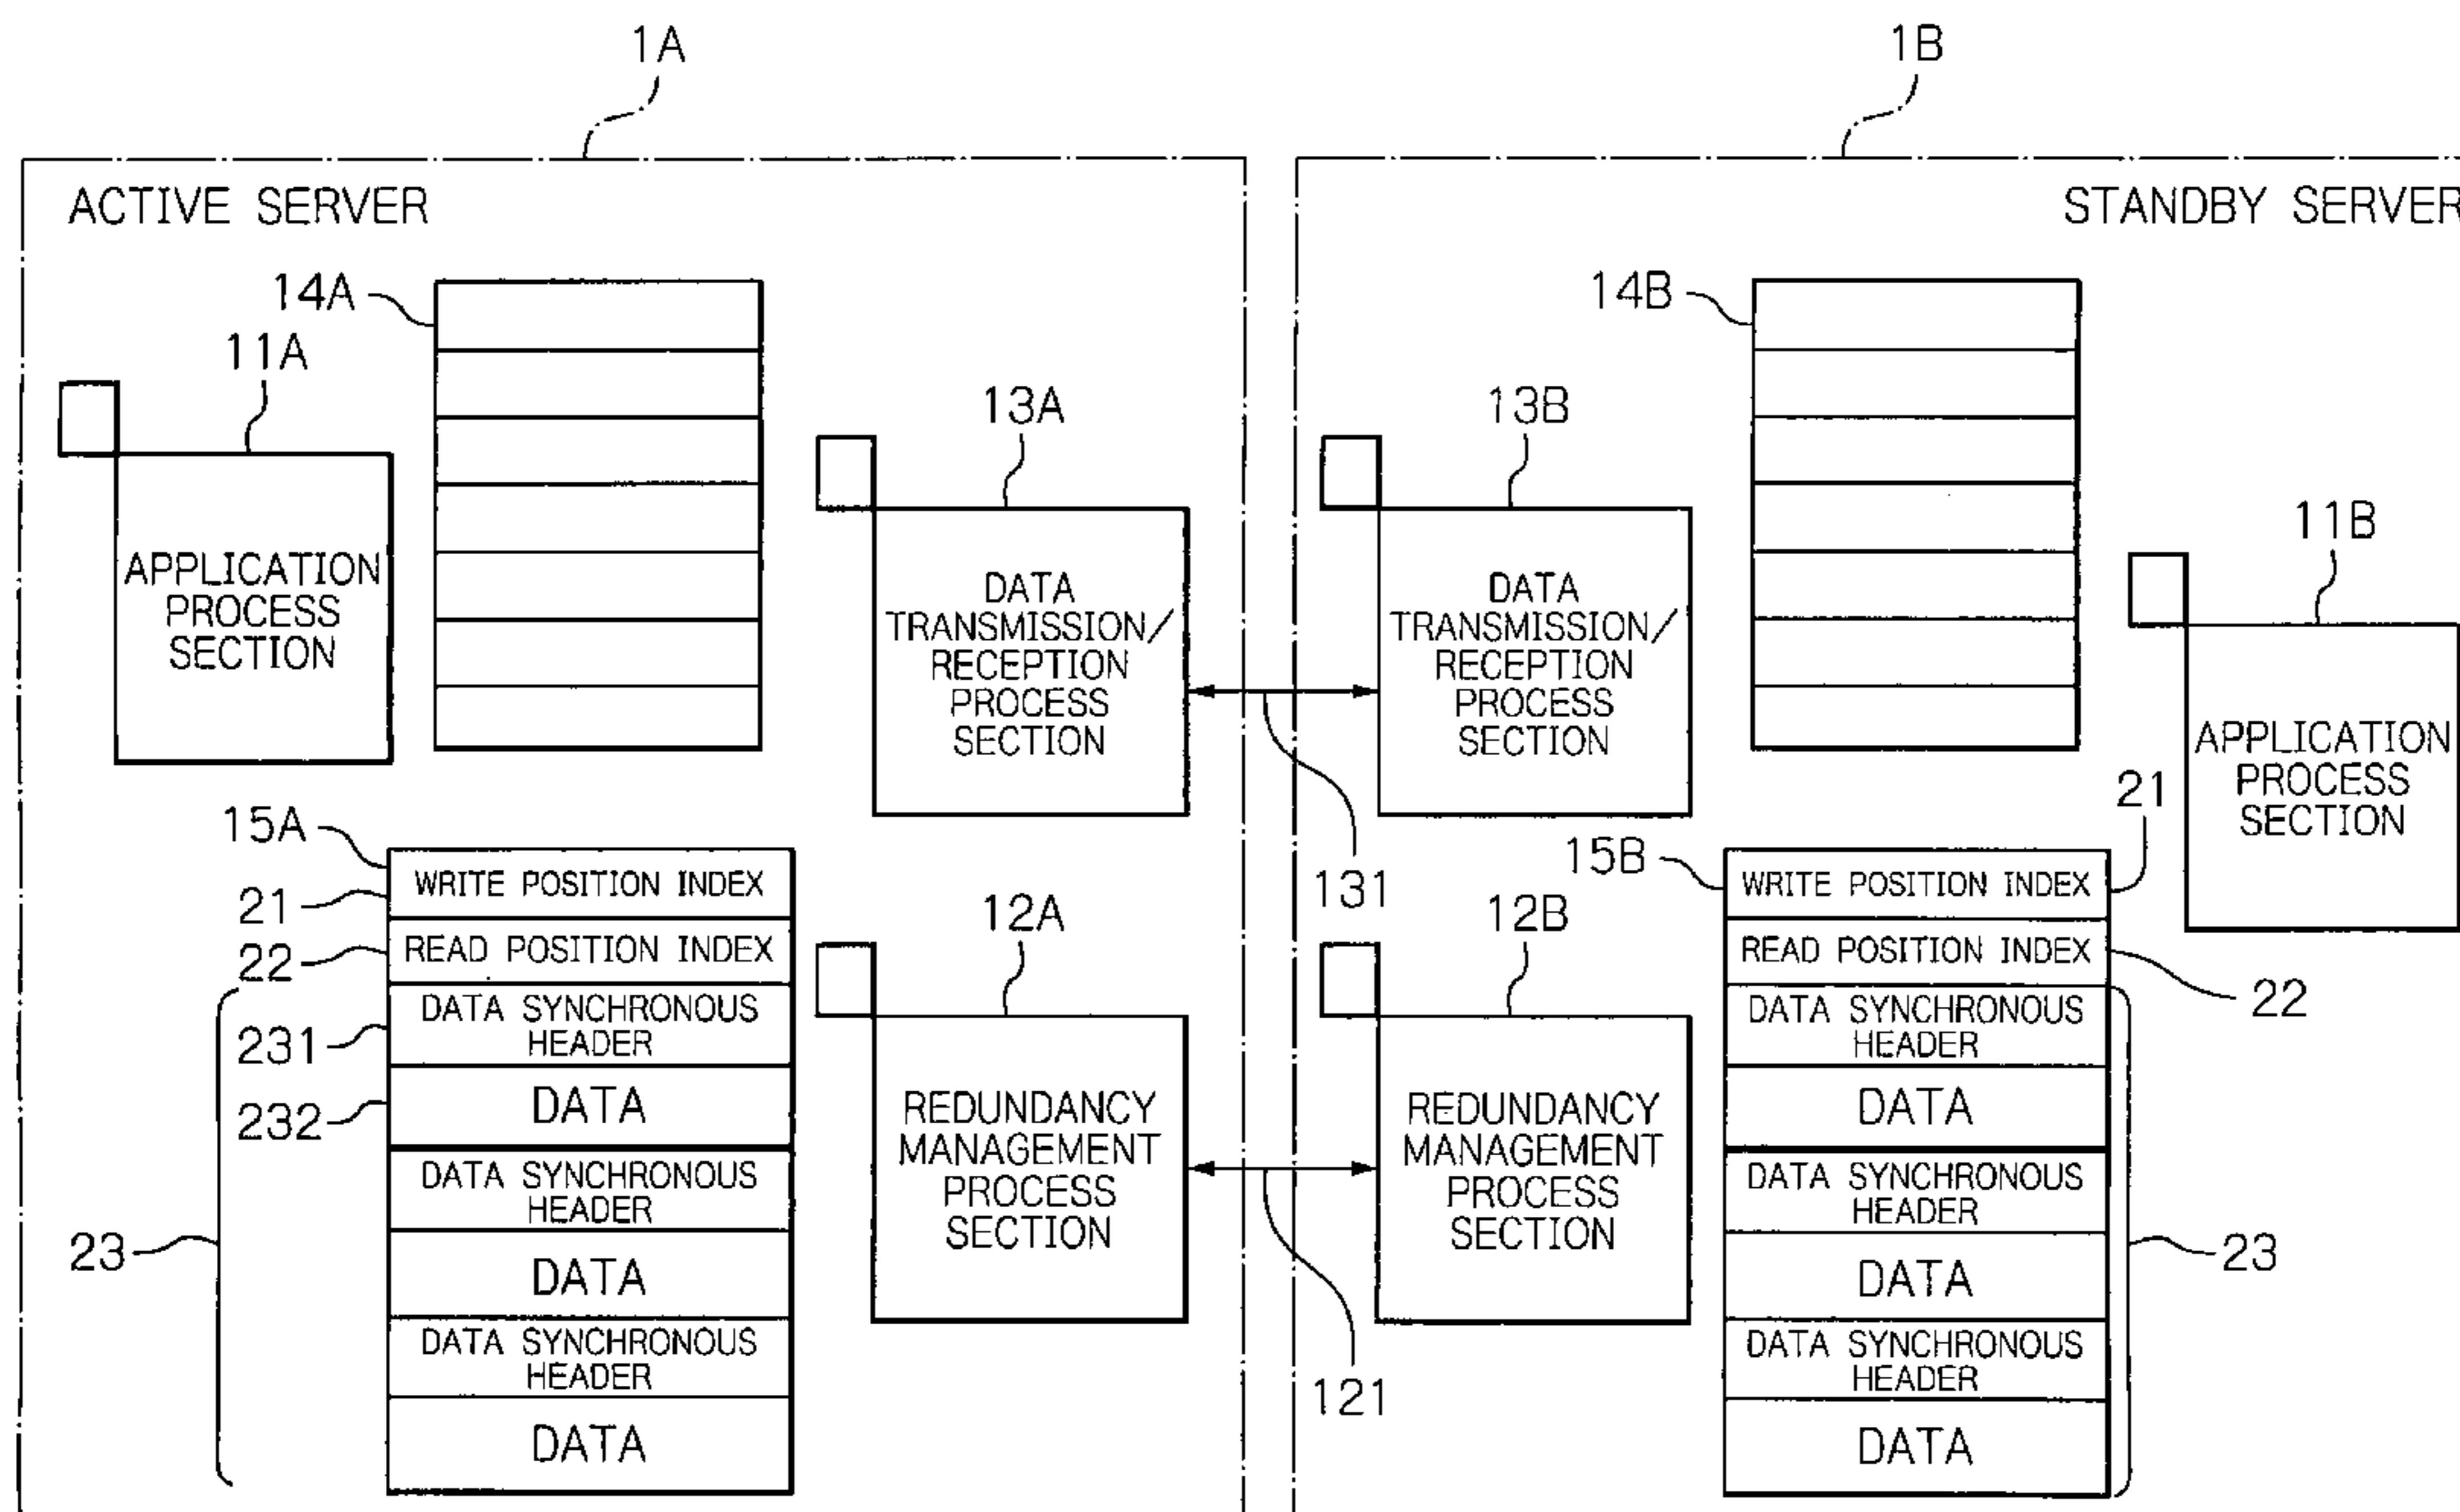 1A
1B
ACTIVE SERVER
STANDBY SERVER
14A
14B
11A
13A
13B
11B
APPLICATION
PROCESS
SECTION
DATA
TRANSMISSION/
RECEPTION
PROCESS
SECTION
DATA
TRANSMISSION/
RECEPTION
PROCESS
SECTION
APPLICATION
PROCESS
SECTION
131
15A
21
22
WRITE POSITION INDEX
READ POSITION INDEX
231
DATA SYNCHRONOUS
HEADER
232
DATA
DATA SYNCHRONOUS
HEADER
DATA
DATA SYNCHRONOUS
HEADER
DATA
23
12A
REDUNDANCY
MANAGEMENT
PROCESS
SECTION
121
12B
REDUNDANCY
MANAGEMENT
PROCESS
SECTION
15B
21
WRITE POSITION INDEX
READ POSITION INDEX
22
DATA SYNCHRONOUS
HEADER
DATA
DATA SYNCHRONOUS
HEADER
DATA
DATA SYNCHRONOUS
HEADER
DATA
23